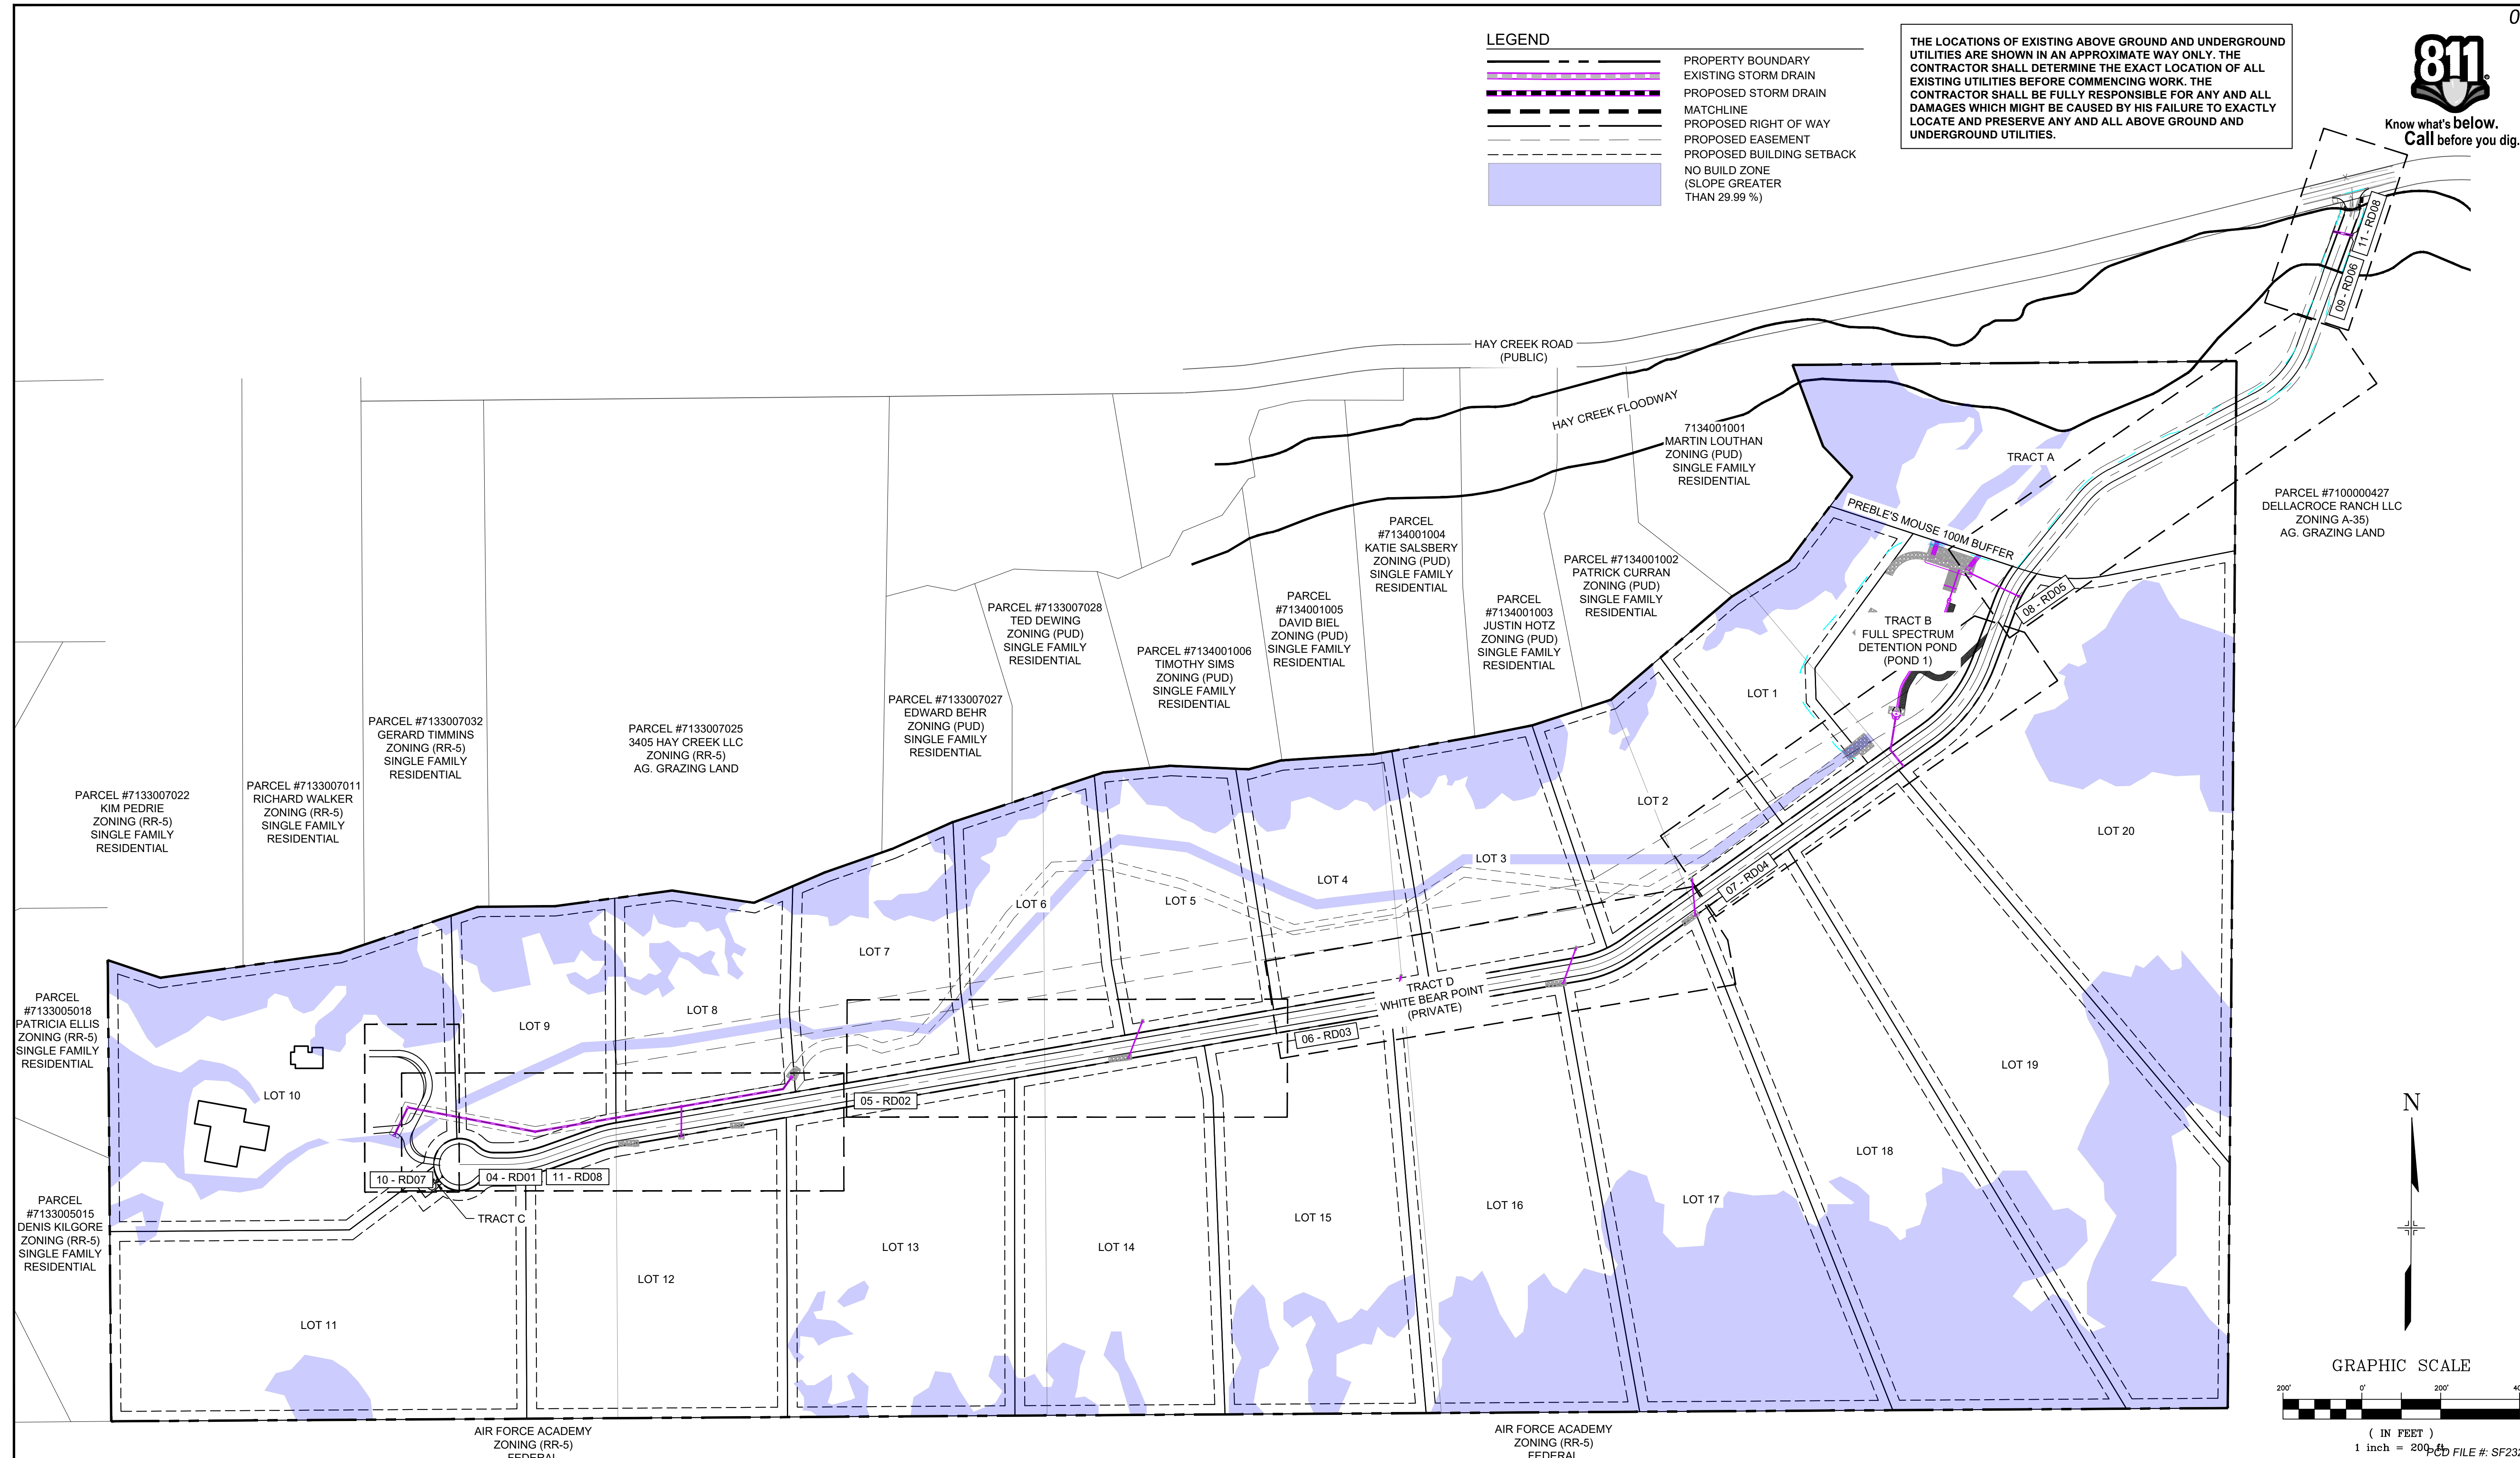 0
LEGEND
PROPERTY BOUNDARY
EXISTING STORM DRAIN
PROPOSED STORM DRAIN
MATCHLINE
PROPOSED RIGHT OF WAY
PROPOSED EASEMENT
PROPOSED BUILDING SETBACK
NO BUILD ZONE
(SLOPE GREATER
THAN 29.99 %)
THE LOCATIONS OF EXISTING ABOVE GROUND AND UNDERGROUND
UTILITIES ARE SHOWN IN AN APPROXIMATE WAY ONLY. THE
CONTRACTOR SHALL DETERMINE THE EXACT LOCATION OF ALL
EXISTING UTILITIES BEFORE COMMENCING WORK. THE
CONTRACTOR SHALL BE FULLY RESPONSIBLE FOR ANY AND ALL
DAMAGES WHICH MIGHT BE CAUSED BY HIS FAILURE TO EXACTLY
LOCATE AND PRESERVE ANY AND ALL ABOVE GROUND AND
UNDERGROUND UTILITIES.
811
Know what's below.
Call before you dig.
11 - RD08
09 - RD06
HAY CREEK ROAD
(PUBLIC)
HAY CREEK FLOODWAY
7134001001
MARTIN LOUTHAN
ZONING (PUD)
SINGLE FAMILY
RESIDENTIAL
TRACT A
PARCEL #7100000427
DELLACROCE RANCH LLC
ZONING A-35)
AG. GRAZING LAND
PREBLE'S MOUSE 100M BUFFER
PARCEL
#7134001004
KATIE SALSBERY
ZONING (PUD)
SINGLE FAMILY
RESIDENTIAL
PARCEL #7134001002
PATRICK CURRAN
ZONING (PUD)
SINGLE FAMILY
RESIDENTIAL
PARCEL
#7134001005
DAVID BIEL
ZONING (PUD)
SINGLE FAMILY
RESIDENTIAL
PARCEL
#7134001003
JUSTIN HOTZ
ZONING (PUD)
SINGLE FAMILY
RESIDENTIAL
PARCEL #7133007028
TED DEWING
ZONING (PUD)
SINGLE FAMILY
RESIDENTIAL
PARCEL #7134001006
TIMOTHY SIMS
ZONING (PUD)
SINGLE FAMILY
RESIDENTIAL
08 - RD05
TRACT B
FULL SPECTRUM
DETENTION POND
(POND 1)
LOT 1
PARCEL #7133007027
EDWARD BEHR
ZONING (PUD)
SINGLE FAMILY
RESIDENTIAL
PARCEL #7133007032
GERARD TIMMINS
ZONING (RR-5)
SINGLE FAMILY
RESIDENTIAL
PARCEL #7133007025
3405 HAY CREEK LLC
ZONING (RR-5)
AG. GRAZING LAND
PARCEL #7133007011
RICHARD WALKER
ZONING (RR-5)
SINGLE FAMILY
RESIDENTIAL
PARCEL #7133007022
KIM PEDRIE
ZONING (RR-5)
SINGLE FAMILY
RESIDENTIAL
LOT 2
LOT 20
LOT 3
LOT 4
07 - RD04
LOT 5
LOT 6
LOT 7
TRACT D
WHITE BEAR POINT
(PRIVATE)
LOT 8
LOT 9
06 - RD03
PARCEL
#7133005018
PATRICIA ELLIS
ZONING (RR-5)
SINGLE FAMILY
RESIDENTIAL
LOT 10
05 - RD02
LOT 19
LOT 18
10 - RD07
04 - RD01
11 - RD08
TRACT C
PARCEL
#7133005015
DENIS KILGORE
ZONING (RR-5)
SINGLE FAMILY
RESIDENTIAL
LOT 17
LOT 16
LOT 15
LOT 14
LOT 13
LOT 12
LOT 11
N
GRAPHIC SCALE
200'
0'
200'
( IN FEET )
1 inch = 200 ft.
PCD FILE #: SF232
AIR FORCE ACADEMY
ZONING (RR-5)
FEDERAL
AIR FORCE ACADEMY
ZONING (RR-5)
FEDERAL